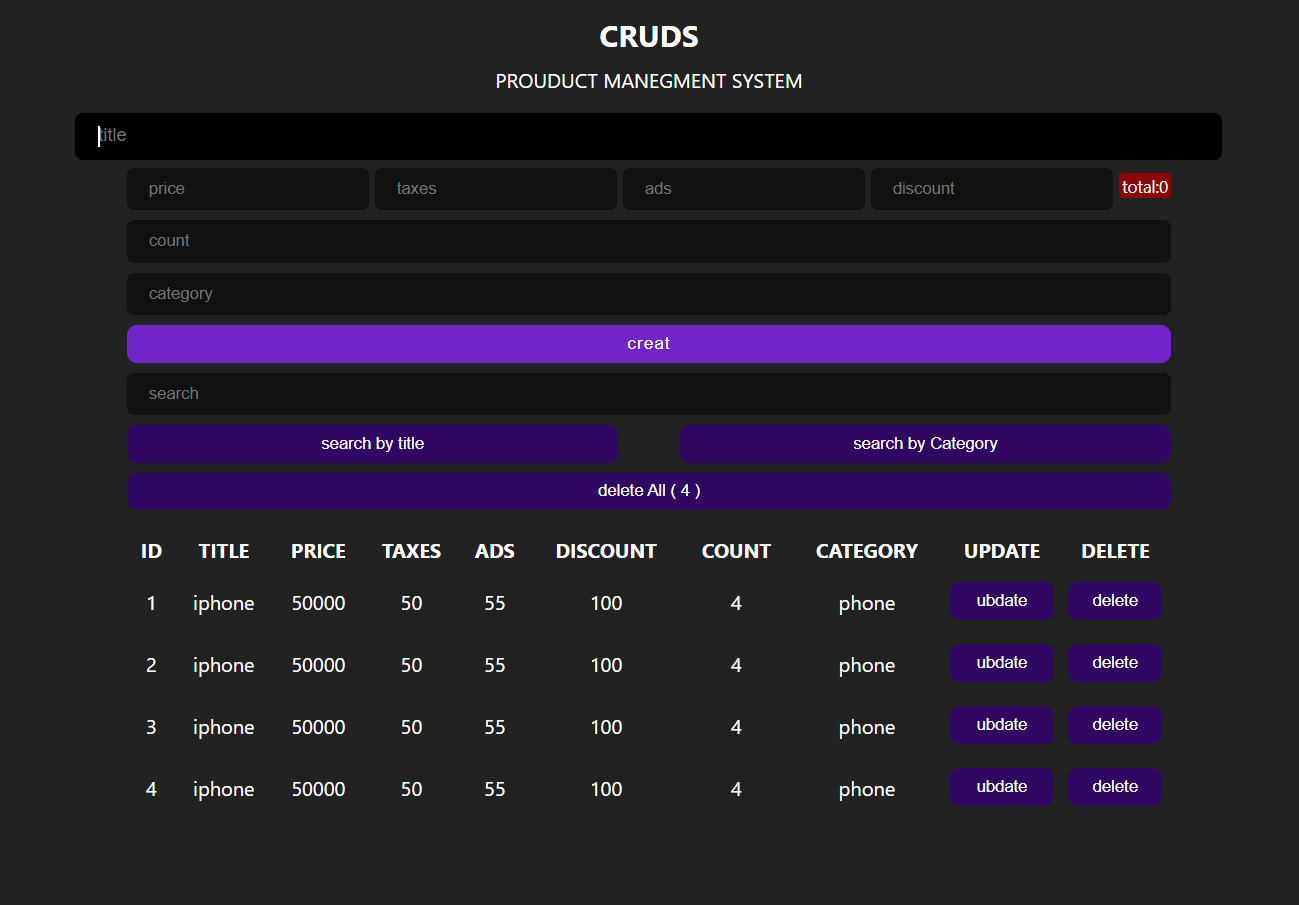 CRUDS
PROUDUCT MANEGMENT SYSTEM
title
price taxes ads discount total:0
count
category
creat
search
search by title search by Category
delete All ( 4 )
ID TITLE PRICE TAXES ADS DISCOUNT COUNT CATEGORY UPDATE DELETE
1 iphone 50000 50 55 100 4 phone ubdate delete
2 iphone 50000 50 55 100 4 phone ubdate delete
3 iphone 50000 50 55 100 4 phone ubdate delete
4 iphone 50000 50 55 100 4 phone ubdate delete